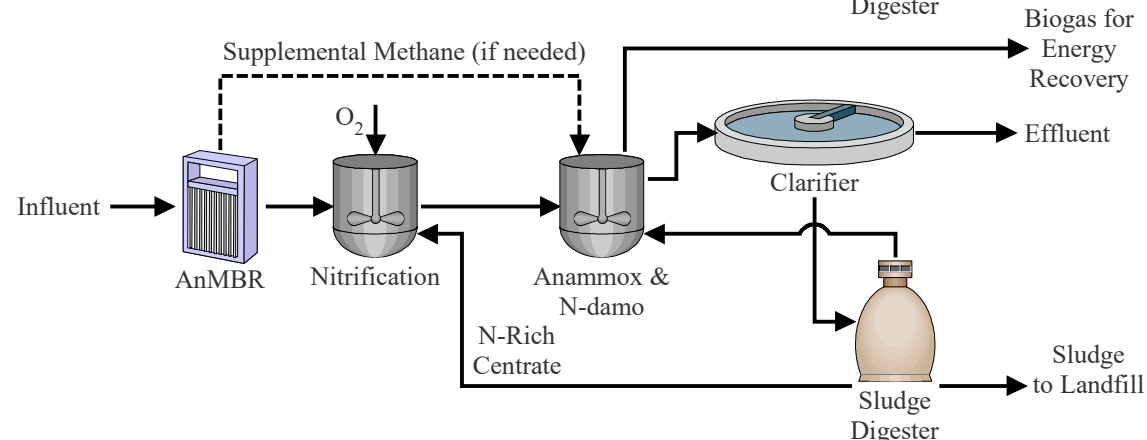 Digester
Biogas for
Energy
Recovery
Supplemental Methane (if needed)
O2
Effluent
Clarifier
Influent
AnMBR
Nitrification
Anammox &
N-damo
N-Rich
Centrate
Sludge
to Landfill
Sludge
Digester